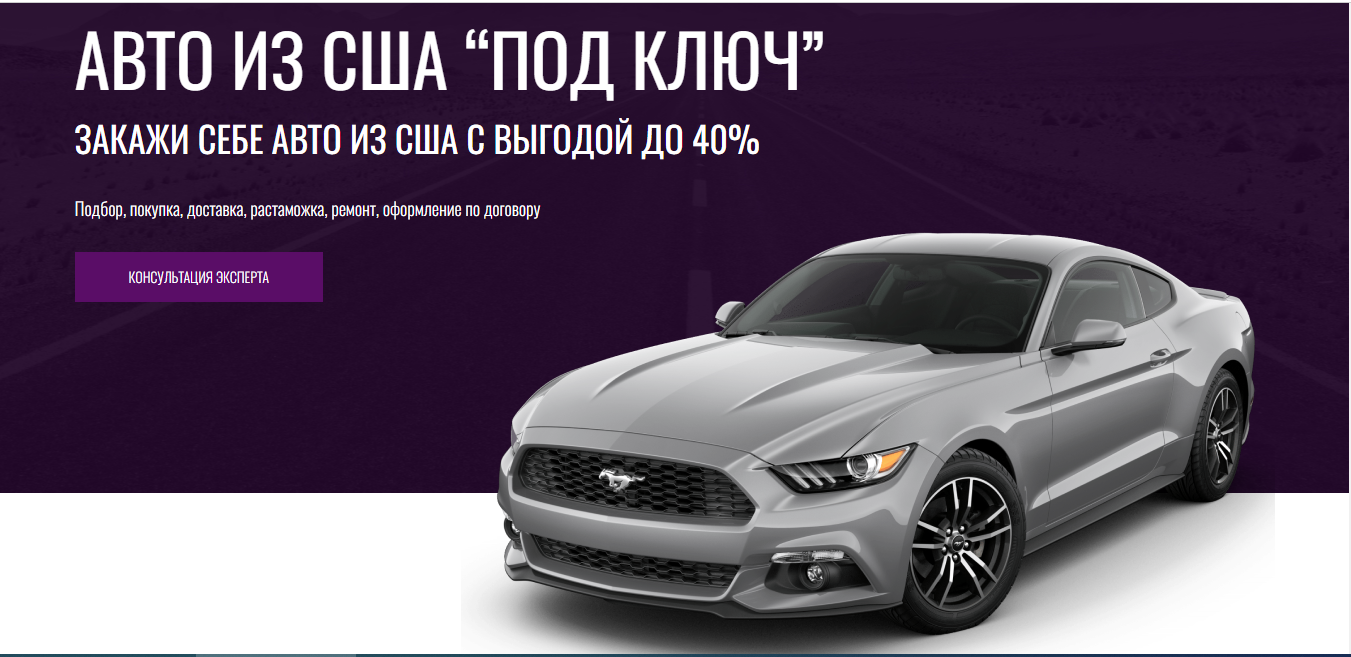 АВТО ИЗ США “ПОД КЛЮЧ”
ЗАКАЖИ СЕБЕ АВТО ИЗ США С ВЫГОДОЙ ДО 40%
Подбор, покупка, доставка, растаможка, ремонт, оформление по договору
КОНСУЛЬТАЦИЯ ЭКСПЕРТА